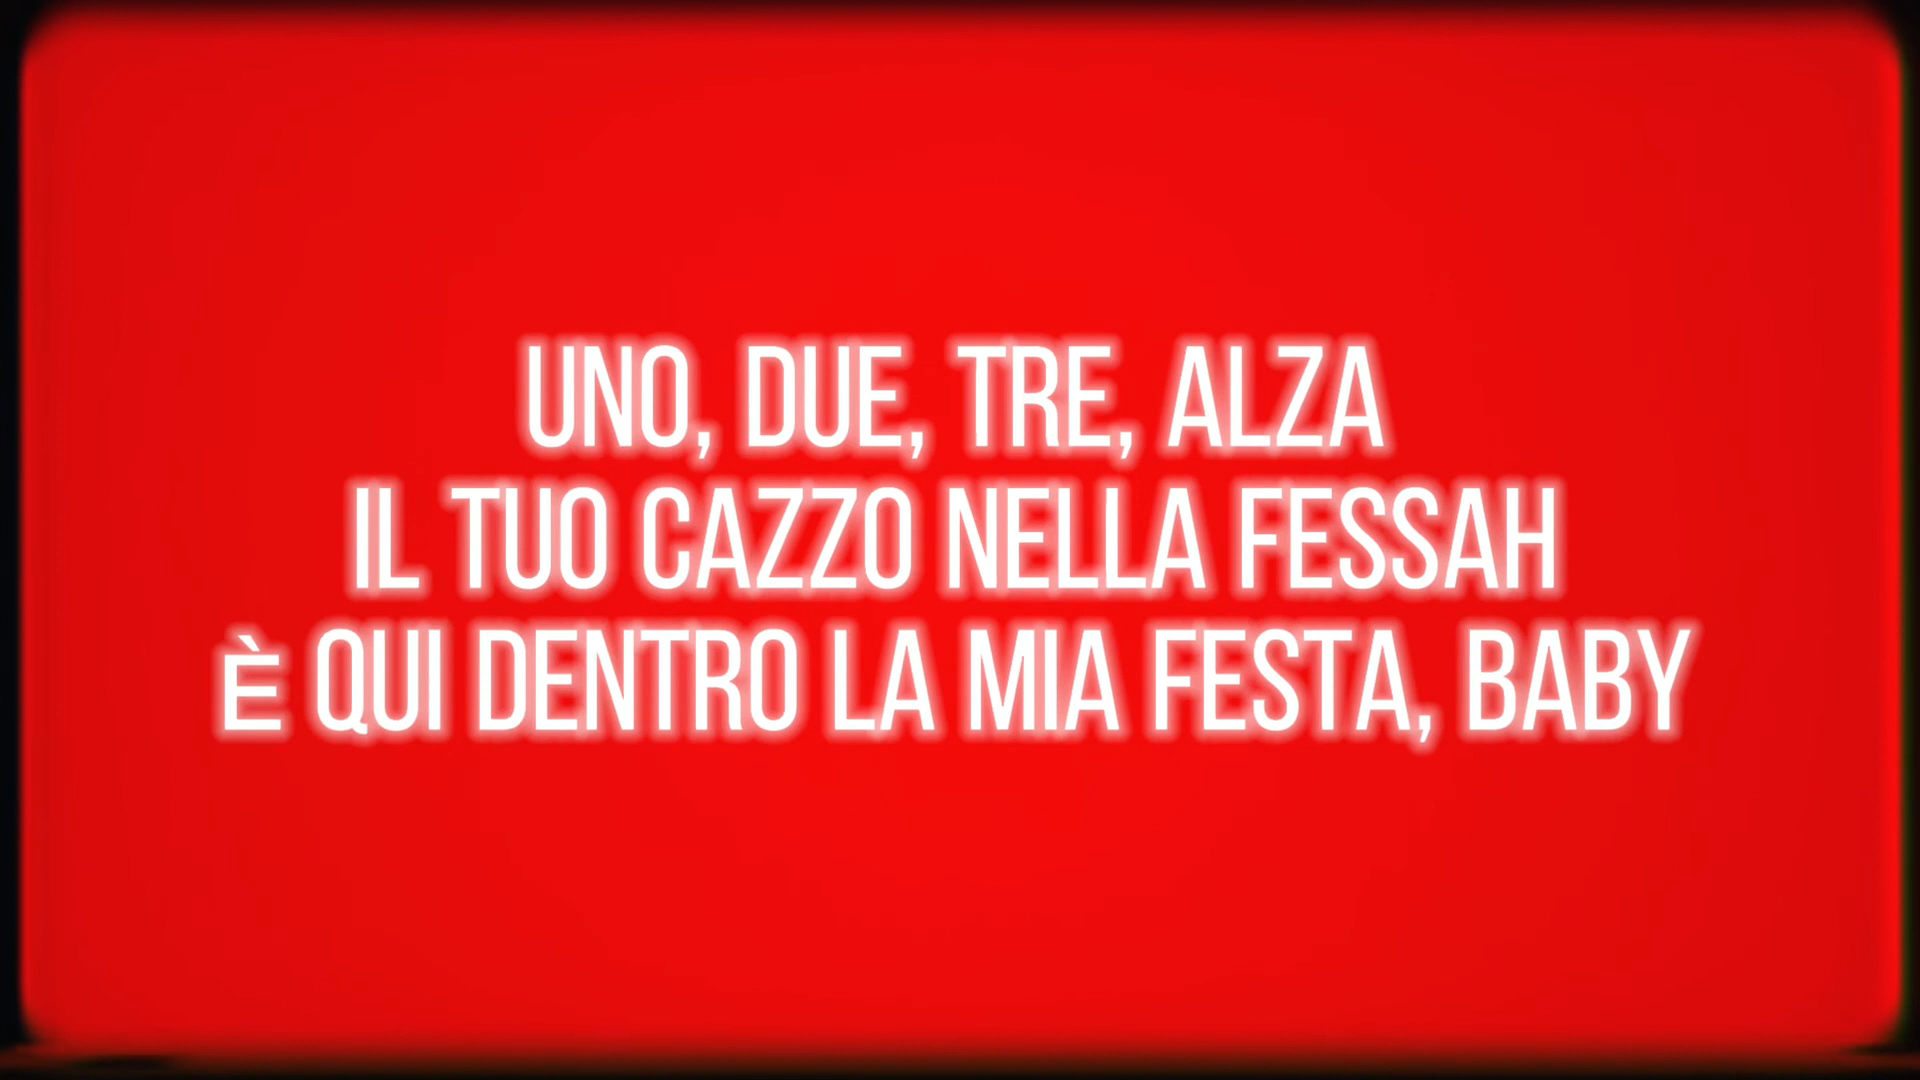 UNO, DUE, TRE, ALZA
IL TUO CAZZO NELLA FESSAH
È QUI DENTRO LA MIA FESTA, BABY